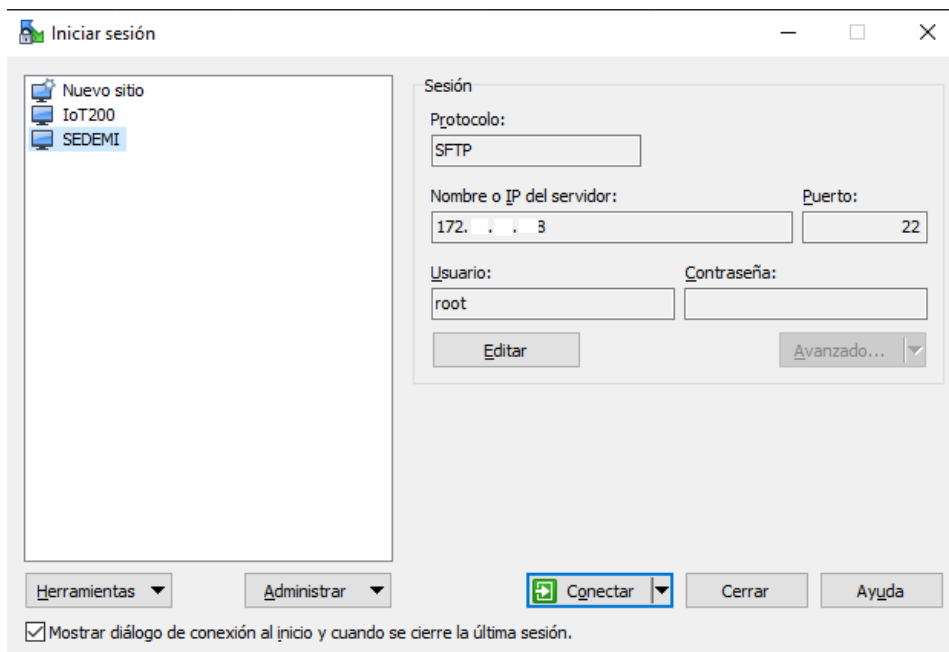 Iniciar sesión
Nuevo sitio
IoT200
SEDEMI
Sesión
Protocolo:
SFTP
Nombre o IP del servidor: Puerto:
172. . . 22
Usuario: Contraseña:
root
Editar Avanzado...
Herramientas Administrar Conectar Cerrar Ayuda
Mostrar diálogo de conexión al inicio y cuando se cierre la última sesión.